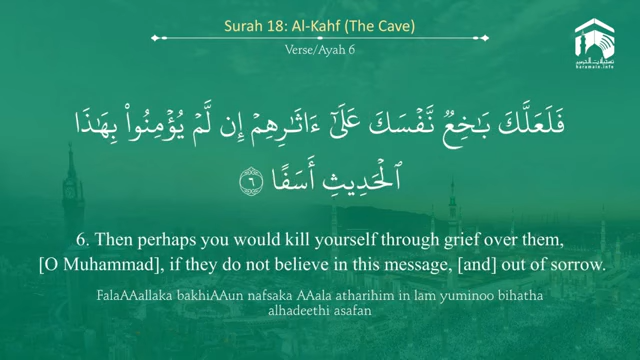 Surah 18: Al-Kahf (The Cave)
Verse/Ayah 6
haramain.info
فَلَعَلَّكَ بَـٰخِعٌۭ نَّفْسَكَ عَلَىٰٓ ءَاثَـٰرِهِمْ إِن لَّمْ يُؤْمِنُوا۟ بِهَـٰذَا
ٱلْحَدِيثِ أَسَفًا ٦
6. Then perhaps you would kill yourself through grief over them,
[O Muhammad], if they do not believe in this message, [and] out of sorrow.
FalaAAallaka bakhiAAun nafsaka AAala atharihim in lam yuminoo bihatha
alhadeethi asafan